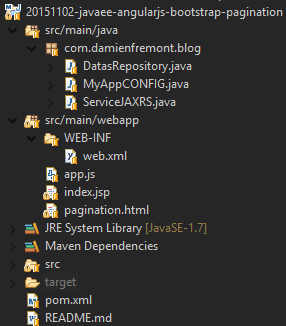 20151102-javaee-angularjs-bootstrap-pagination
src/main/java
com.damienfremont.blog
DatasRepository.java
MyAppCONFIG.java
ServiceJAXRS.java
src/main/webapp
WEB-INF
web.xml
app.js
index.jsp
pagination.html
JRE System Library [JavaSE-1.7]
Maven Dependencies
src
target
pom.xml
README.md